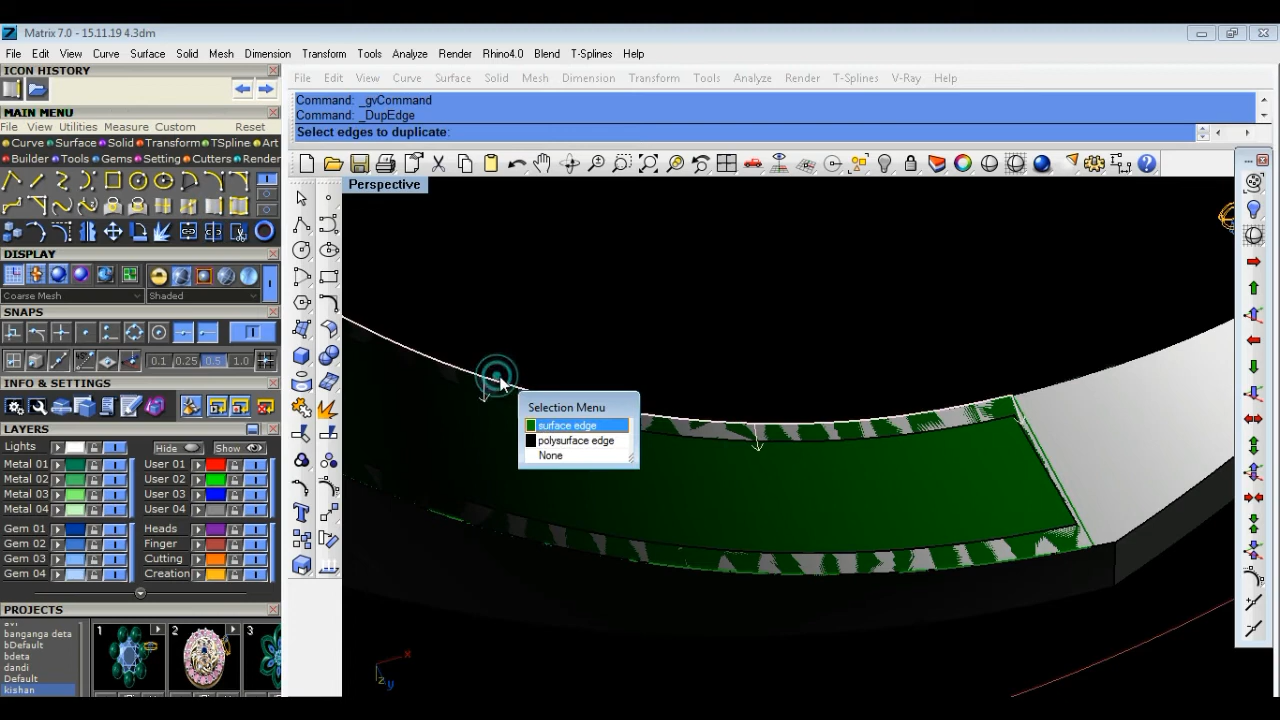 Matrix 7.0 - 15.11.19 4.3dm
File Edit View Curve Surface Solid Mesh Dimension Transform Tools Analyze Render Rhino4.0 Blend T-Splines Help
ICON HISTORY
MAIN MENU
File View Utilities Measure Custom Reset
Curve Surface Solid Transform TSpline Art
Builder Tools Gems Setting Cutters Render
DISPLAY
Coarse Mesh Shaded
SNAPS
0.1 0.25 0.5 1.0
INFO & SETTINGS
LAYERS
Lights Hide Show
Metal 01 User 01
Metal 02 User 02
Metal 03 User 03
Metal 04 User 04
Gem 01 Heads
Gem 02 Finger
Gem 03 Cutting
Gem 04 Creation
PROJECTS
banganga deta
bDefault
bdeta
dandi
Default
kishan
1 2 3
File Edit View Curve Surface Solid Mesh Dimension Transform Tools Analyze Render T-Splines V-Ray Help
Command: _gvCommand
Command: _DupEdge
Select edges to duplicate:
Perspective
Selection Menu
surface edge
polysurface edge
None
x
z
y